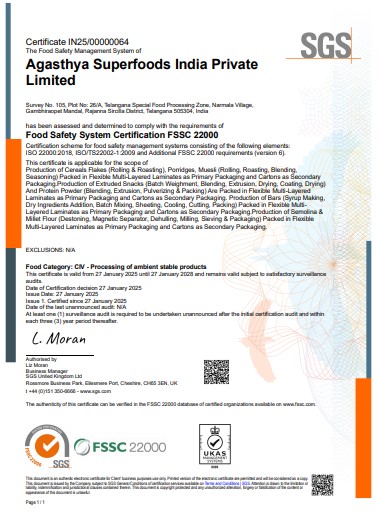 Certificate IN25/00000064
The Food Safety Management System of
SGS
Agasthya Superfoods India Private
Limited
Survey No. 105, Plot No: 26/A, Telangana Special Food Processing Zone, Narmala Village,
Gambhiraopet Mandal, Rajanna Sircilla District, Telangana 505304, India
has been assessed and determined to comply with the requirements of
Food Safety System Certification FSSC 22000
Certification scheme for food safety management systems consisting of the following elements:
ISO 22000:2018, ISO/TS22002-1:2009 and Additional FSSC 22000 requirements (version 6).
This certificate is applicable for the scope of
Production of Cereals Flakes (Rolling & Roasting), Porridges, Muesli (Rolling, Roasting, Blending,
Seasoning) Packed in Flexible Multi-Layered Laminates as Primary Packaging and Cartons as Secondary
Packaging.Production of Extruded Snacks (Batch Weighment, Blending, Extrusion, Drying, Coating, Drying)
And Protein Powder (Blending, Extrusion, Pulverizing & Packing) Are Packed in Flexible Multi-Layered
Laminates as Primary Packaging and Cartons as Secondary Packaging. Production of Bars (Syrup Making,
Dry Ingredients Addition, Batch Mixing, Sheeting, Cooling, Cutting, Packing) Packed in Flexible Multi-
Layered Laminates as Primary Packaging and Cartons as Secondary Packaging.Production of Semolina &
Millet Flour (Destoning, Magnetic Separator, Dehulling, Milling, Sieving & Packaging) Packed in Flexible
Multi-Layered Laminates as Primary Packaging and Cartons as Secondary Packaging.
EXCLUSIONS: N/A
Food Category: CIV - Processing of ambient stable products
This certificate is valid from 27 January 2025 until 27 January 2028 and remains valid subject to satisfactory surveillance
audits.
Date of Certification decision 27 January 2025
Issue Date: 27 January 2025
Issue 1. Certified since 27 January 2025
Date of the last unannounced audit: N/A
At least one (1) surveillance audit is required to be undertaken unannounced after the initial certification audit and within
each three (3) year period thereafter.
L. Moran
Authorised by
Liz Moran
Business Manager
SGS United Kingdom Ltd
Rossmore Business Park, Ellesmere Port, Cheshire, CH65 3EN, UK
t +44 (0)151 350-6666 - www.sgs.com
The authenticity of this certificate can be verified in the FSSC 22000 database of certified organizations available on www.fssc.com.
FSSC 22000
SGS
FSSC 22000
UKAS
MANAGEMENT
SYSTEMS
0005
This document is an authentic electronic certificate for Client' business purposes use only. Printed version of the electronic certificate are permitted and will be considered as a copy.
This document is issued by the Company subject to SGS General Conditions of certification services available on Terms and Conditions | SGS. Attention is drawn to the limitation of
liability, indemnification and jurisdictional clauses contained therein. This document is copyright protected and any unauthorized alteration, forgery or falsification of the content or
appearance of this document is unlawful.
Page 1 / 1